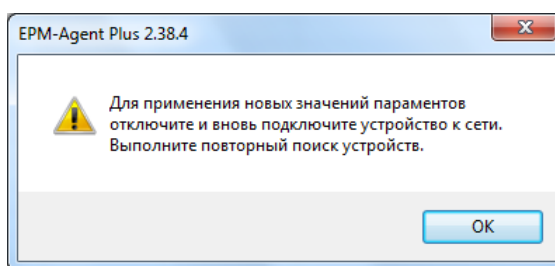 EPM-Agent Plus 2.38.4
Для применения новых значений параментов
отключите и вновь подключите устройство к сети.
Выполните повторный поиск устройств.
OK